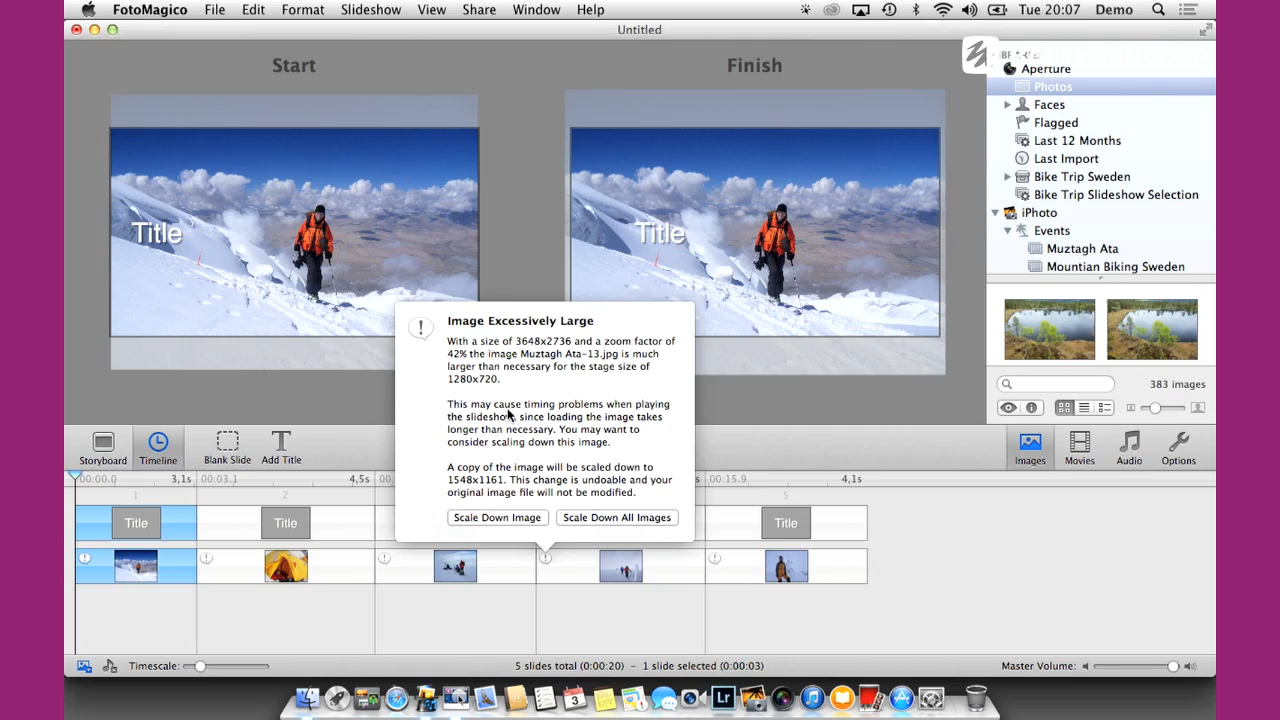 FotoMagico File Edit Format Slideshow View Share Window Help Tue 20:07 Demo
Untitled
Start
Finish
Title
Title
Aperture
Photos
Faces
Flagged
Last 12 Months
Last Import
Bike Trip Sweden
Bike Trip Slideshow Selection
iPhoto
Events
Muztagh Ata
Mountian Biking Sweden
383 images
Image Excessively Large
With a size of 3648x2736 and a zoom factor of
42% the image Muztagh Ata-13.jpg is much
larger than necessary for the stage size of
1280x720.
This may cause timing problems when playing
the slideshow, since loading the image takes
longer than necessary. You may want to
consider scaling down this image.
A copy of the image will be scaled down to
1548x1161. This change is undoable and your
original image file will not be modified.
Scale Down Image Scale Down All Images
Storyboard Timeline Blank Slide Add Title Images Movies Audio Options
00:00.0 3,1s 00:03.1 4,5s 00:15.9 4,1s
1 2 5
Title Title Title
Timescale: 5 slides total (0:00:20) – 1 slide selected (0:00:03) Master Volume:
Lr
3